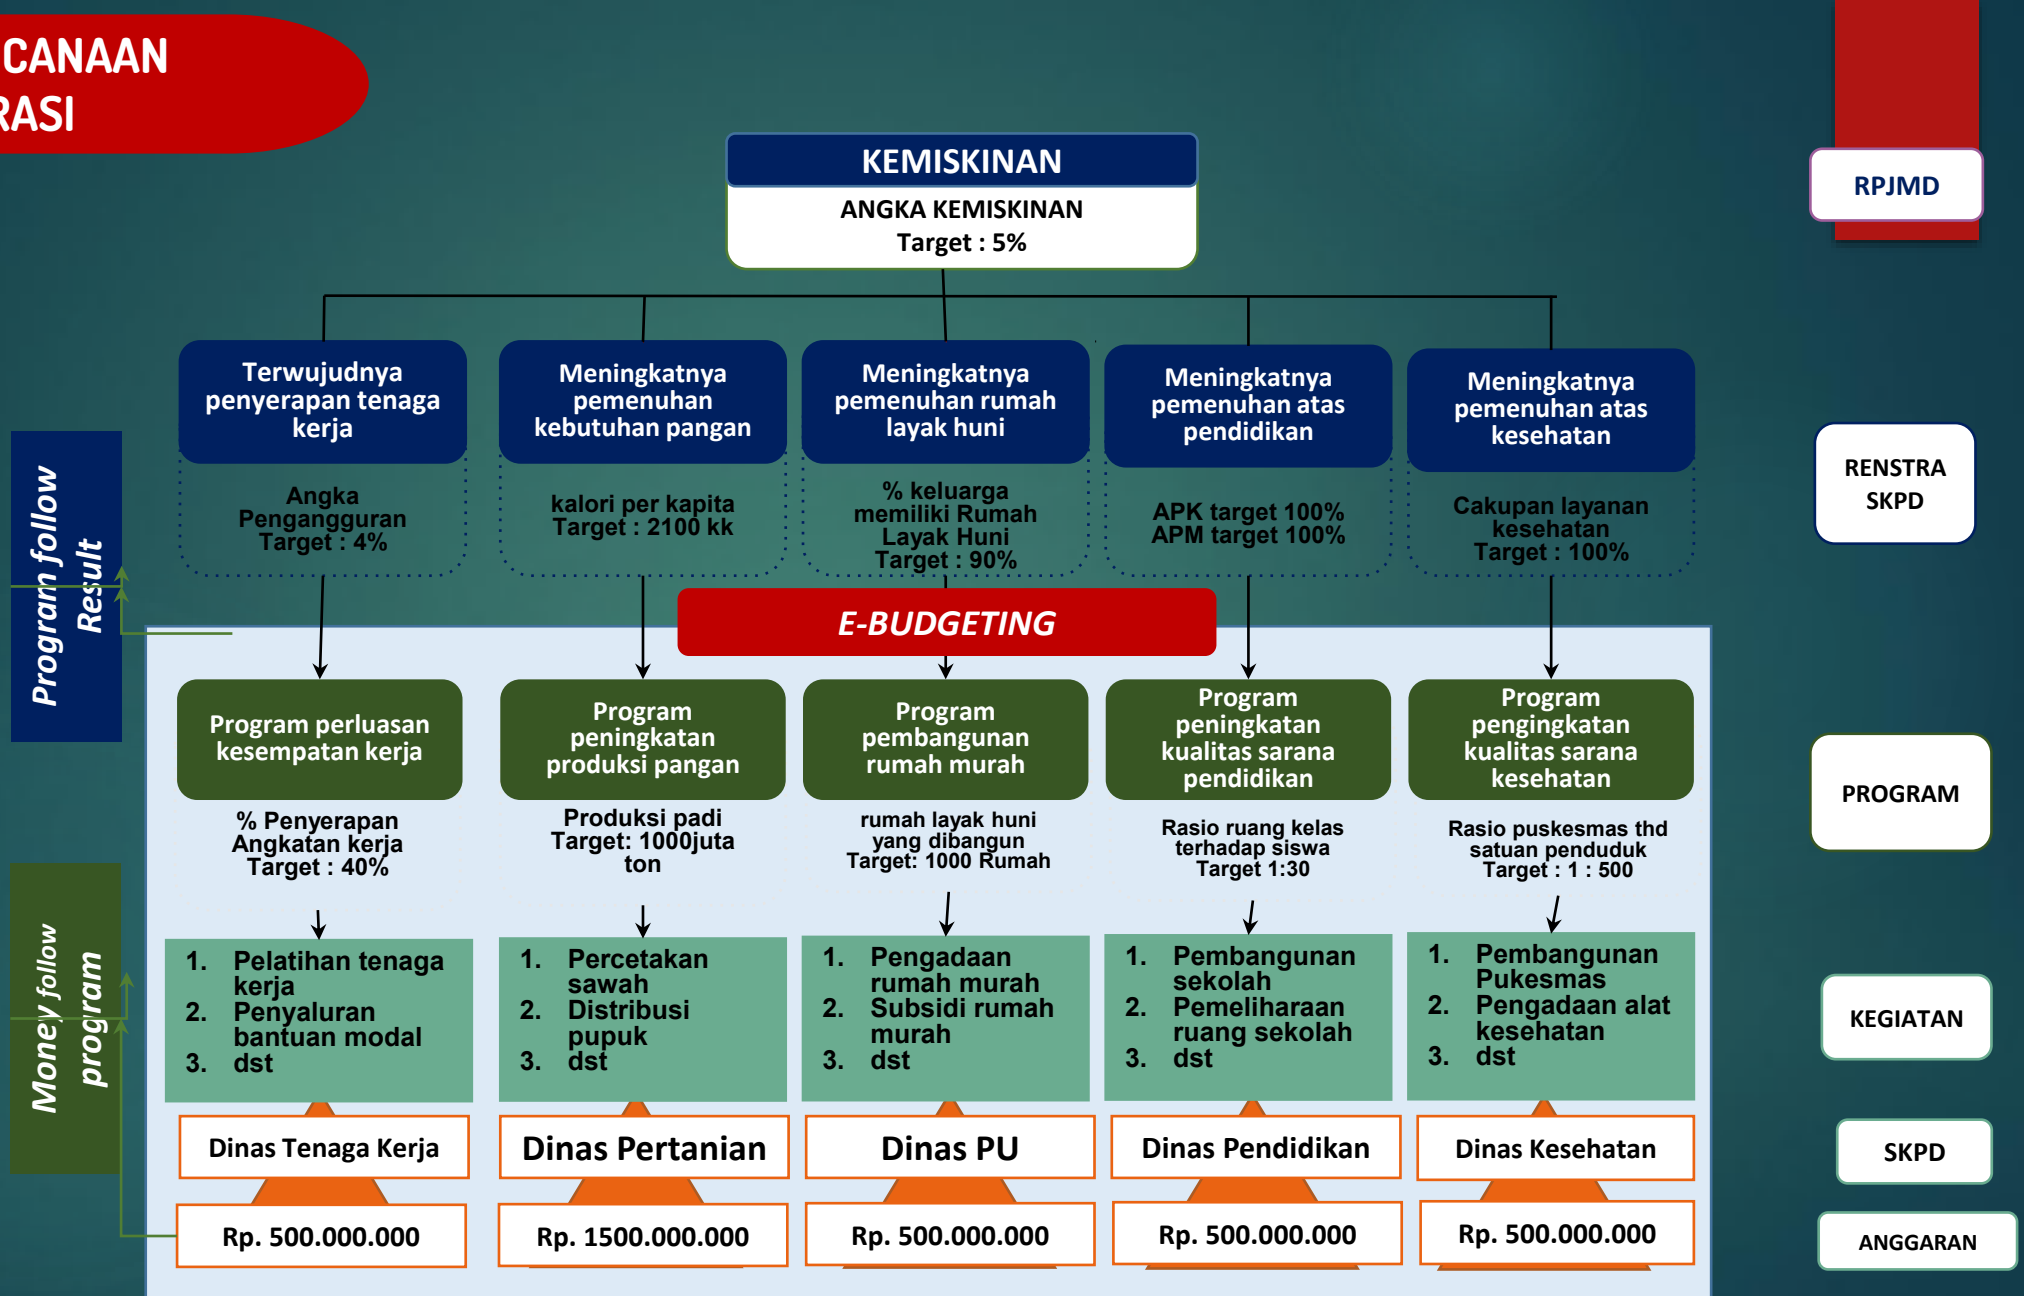 CANAAN
RASI
KEMISKINAN
ANGKA KEMISKINAN
Target : 5%
RPJMD
Terwujudnya
penyerapan tenaga
kerja
Meningkatnya
pemenuhan
kebutuhan pangan
Meningkatnya
pemenuhan rumah
layak huni
Meningkatnya
pemenuhan atas
pendidikan
Meningkatnya
pemenuhan atas
kesehatan
Angka
Pengangguran
Target : 4%
kalori per kapita
Target : 2100 kk
% keluarga
memiliki Rumah
Layak Huni
Target : 90%
APK target 100%
APM target 100%
Cakupan layanan
kesehatan
Target : 100%
RENSTRA
SKPD
Program follow
Result
E-BUDGETING
Program perluasan
kesempatan kerja
Program
peningkatan
produksi pangan
Program
pembangunan
rumah murah
Program
peningkatan
kualitas sarana
pendidikan
Program
pengingkatan
kualitas sarana
kesehatan
PROGRAM
% Penyerapan
Angkatan kerja
Target : 40%
Produksi padi
Target: 1000juta
ton
rumah layak huni
yang dibangun
Target: 1000 Rumah
Rasio ruang kelas
terhadap siswa
Target 1:30
Rasio puskesmas thd
satuan penduduk
Target : 1 : 500
Money follow
program
1. Pelatihan tenaga
kerja
2. Penyaluran
bantuan modal
3. dst
1. Percetakan
sawah
2. Distribusi
pupuk
3. dst
1. Pengadaan
rumah murah
2. Subsidi rumah
murah
3. dst
1. Pembangunan
sekolah
2. Pemeliharaan
ruang sekolah
3. dst
1. Pembangunan
Pukesmas
2. Pengadaan alat
kesehatan
3. dst
KEGIATAN
Dinas Tenaga Kerja
Dinas Pertanian
Dinas PU
Dinas Pendidikan
Dinas Kesehatan
SKPD
Rp. 500.000.000
Rp. 1500.000.000
Rp. 500.000.000
Rp. 500.000.000
Rp. 500.000.000
ANGGARAN